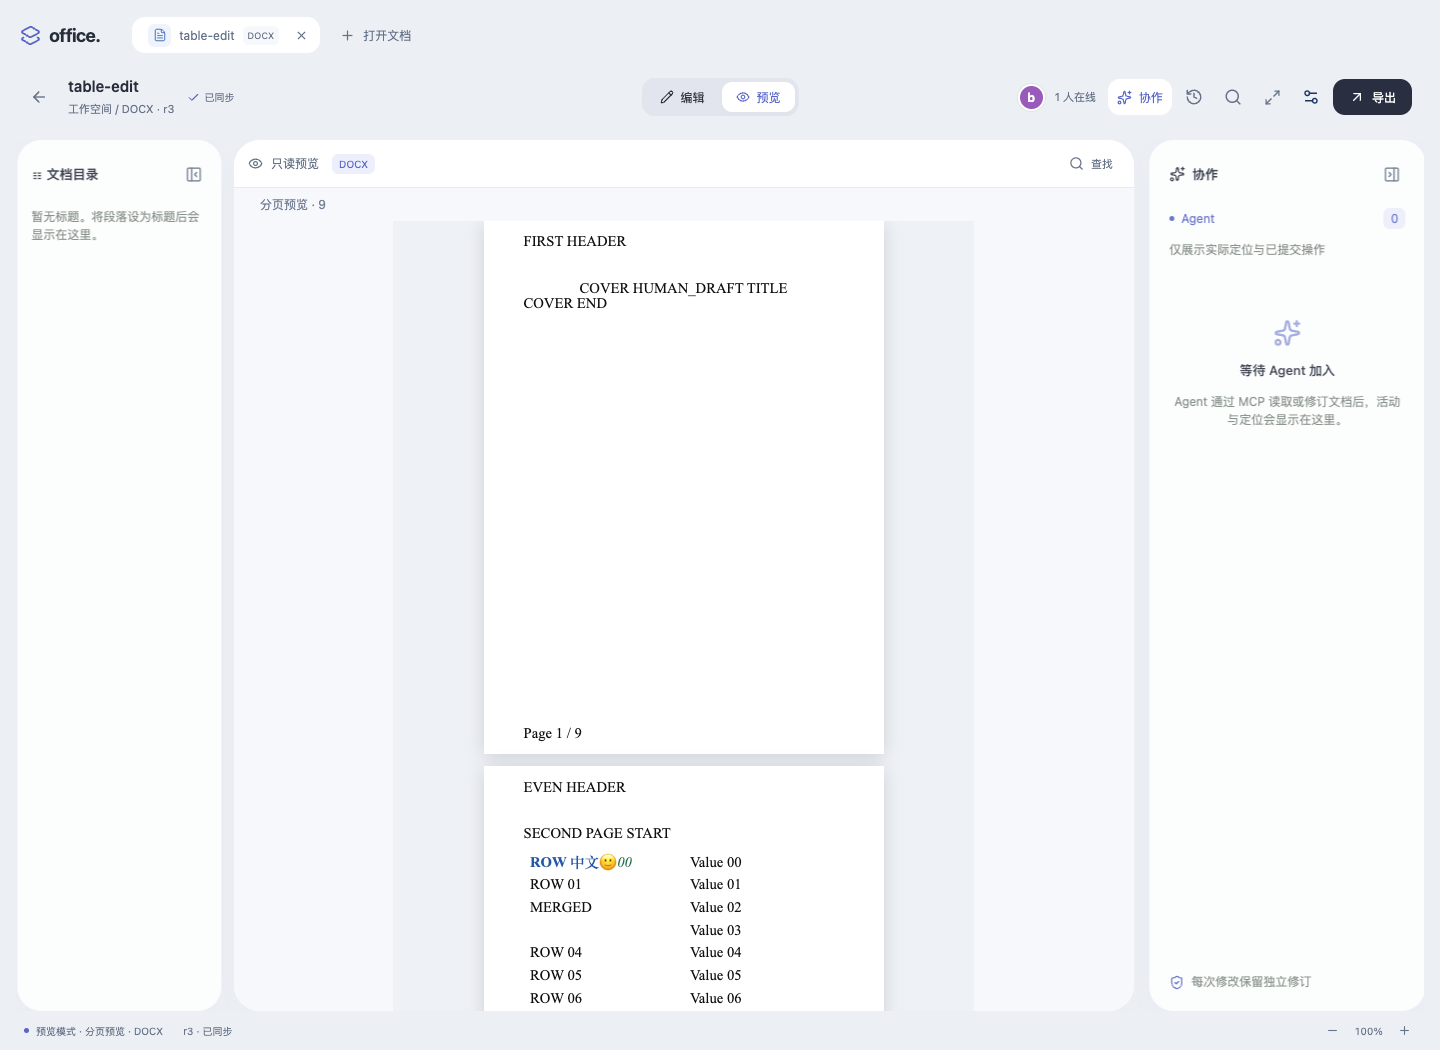 office.
table-edit DOCX
打开文档
table-edit
工作空间 / DOCX · r3
已同步
编辑
预览
b
1 人在线
协作
导出
文档目录
暂无标题。将段落设为标题后会
显示在这里。
只读预览 DOCX
查找
分页预览 · 9
FIRST HEADER
COVER HUMAN_DRAFT TITLE
COVER END
Page 1 / 9
EVEN HEADER
SECOND PAGE START
ROW 中文🙂00 Value 00
ROW 01 Value 01
MERGED Value 02
Value 03
ROW 04 Value 04
ROW 05 Value 05
ROW 06 Value 06
协作
Agent 0
仅展示实际定位与已提交操作
等待 Agent 加入
Agent 通过 MCP 读取或修订文档后，活动
与定位会显示在这里。
每次修改保留独立修订
预览模式 · 分页预览 · DOCX r3 · 已同步
100%